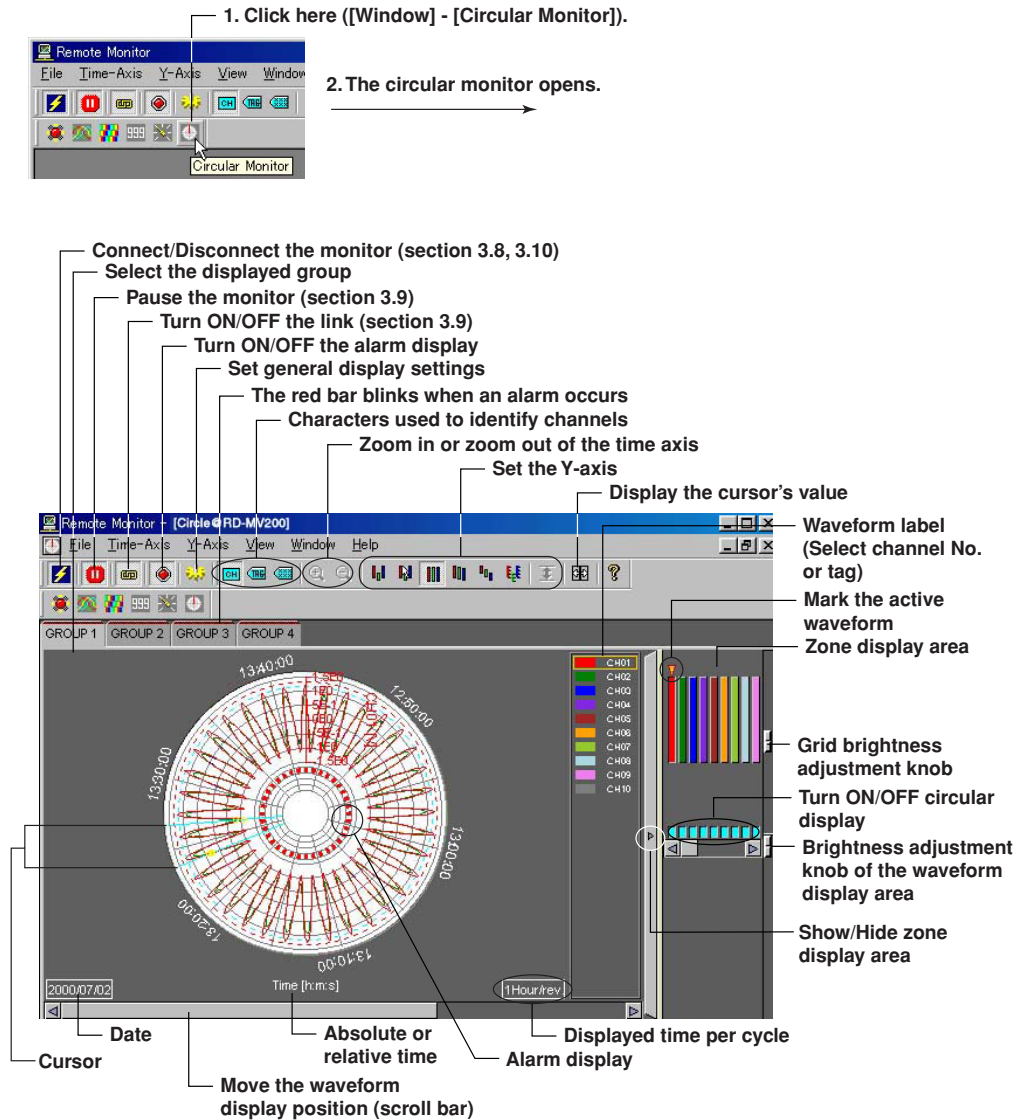 1. Click here ([Window] - [Circular Monitor]).
Remote Monitor
File Time-Axis Y-Axis View Window
2. The circular monitor opens.
CH TAG
999
Circular Monitor
Connect/Disconnect the monitor (section 3.8, 3.10)
Select the displayed group
Pause the monitor (section 3.9)
Turn ON/OFF the link (section 3.9)
Turn ON/OFF the alarm display
Set general display settings
The red bar blinks when an alarm occurs
Characters used to identify channels
Zoom in or zoom out of the time axis
Set the Y-axis
Display the cursor's value
Remote Monitor - [Circle@RD-MV200]
File Time-Axis Y-Axis View Window Help
CH TAG
999
GROUP 1 GROUP 2 GROUP 3 GROUP 4
Waveform label
(Select channel No.
or tag)
Mark the active
waveform
Zone display area
Grid brightness
adjustment knob
Turn ON/OFF circular
display
Brightness adjustment
knob of the waveform
display area
Show/Hide zone
display area
13:40:00
12:50:00
13:00:00
13:10:00
13:20:00
13:30:00
CH01
CH02
CH03
CH04
CH05
CH06
CH07
CH08
CH09
CH10
2000/07/02
Time [h:m:s]
1Hour/rev.
Date
Absolute or
relative time
Displayed time per cycle
Alarm display
Cursor
Move the waveform
display position (scroll bar)